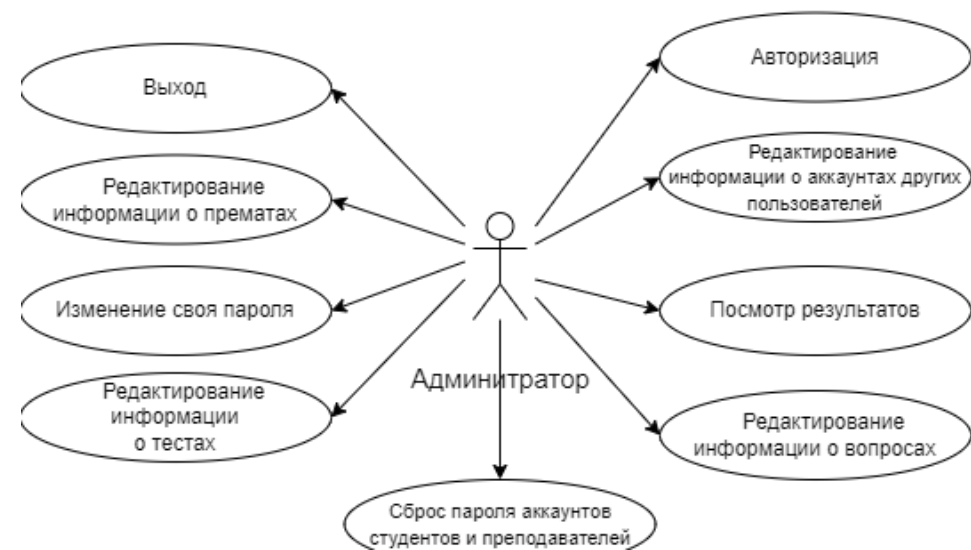 Выход
Авторизация
Редактирование
информации о прематах
Редактирование
информации о аккаунтах других
пользователей
Изменение своя пароля
Посмотр результатов
Админитратор
Редактирование
информации
о тестах
Редактирование
информации о вопросах
Сброс пароля аккаунтов
студентов и преподавателей